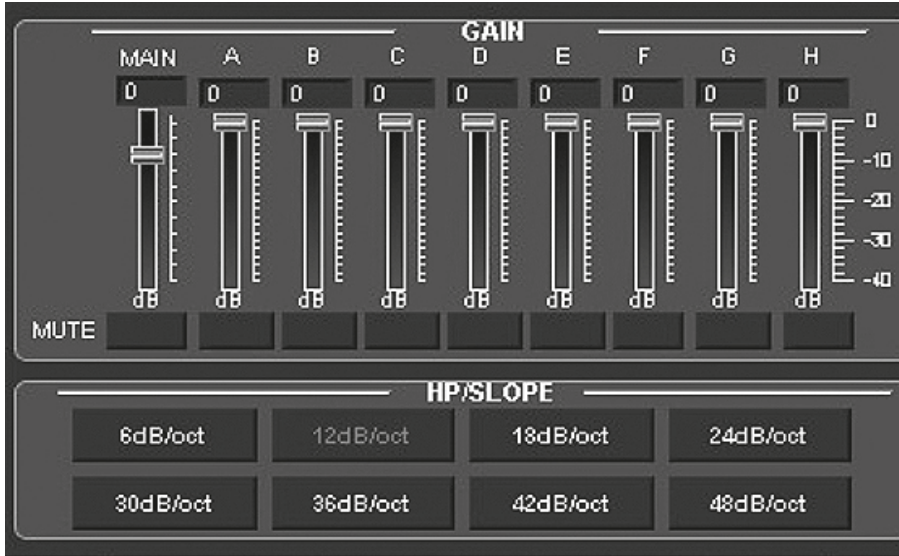 GAIN
MAIN A B C D E F G H
0 0 0 0 0 0 0 0 0
0
-10
-20
-30
-40
dB dB dB dB dB dB dB dB dB
MUTE
HP/SLOPE
6dB/oct 12dB/oct 18dB/oct 24dB/oct
30dB/oct 36dB/oct 42dB/oct 48dB/oct